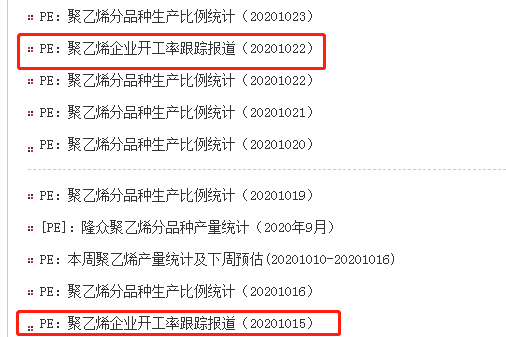 PE: 聚乙烯分品种生产比例统计（20201023）
PE: 聚乙烯企业开工率跟踪报道（20201022）
PE: 聚乙烯分品种生产比例统计（20201022）
PE: 聚乙烯分品种生产比例统计（20201021）
PE: 聚乙烯分品种生产比例统计（20201020）
PE: 聚乙烯分品种生产比例统计（20201019）
[PE]: 隆众聚乙烯分品种产量统计（2020年9月）
PE: 本周聚乙烯产量统计及下周预估(20201010-20201016)
PE: 聚乙烯分品种生产比例统计（20201016）
PE: 聚乙烯企业开工率跟踪报道（20201015）